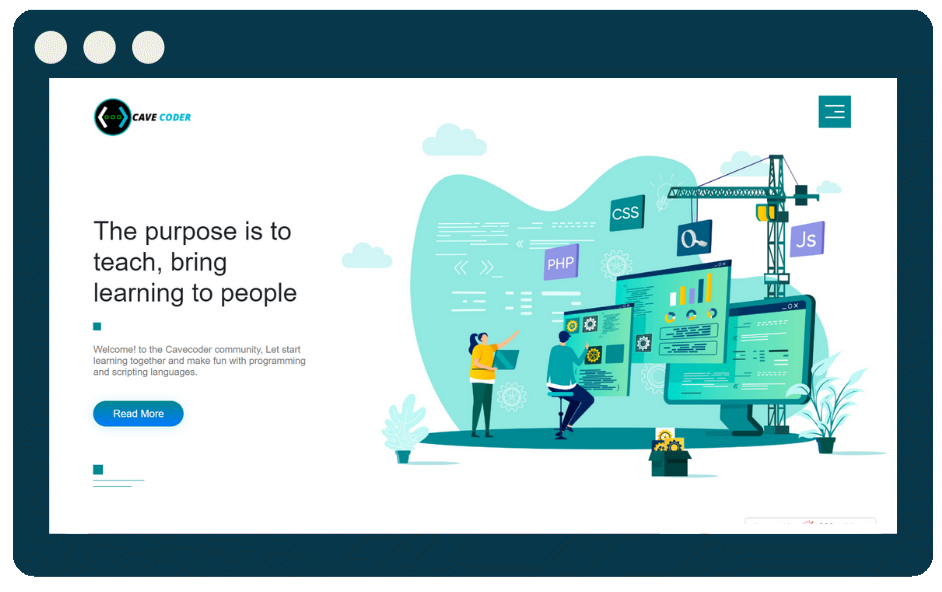 CAVE CODER
The purpose is to
teach, bring
learning to people
Welcome! to the Cavecoder community, Let start
learning together and make fun with programming
and scripting languages.
Read More
CSS
PHP
Js